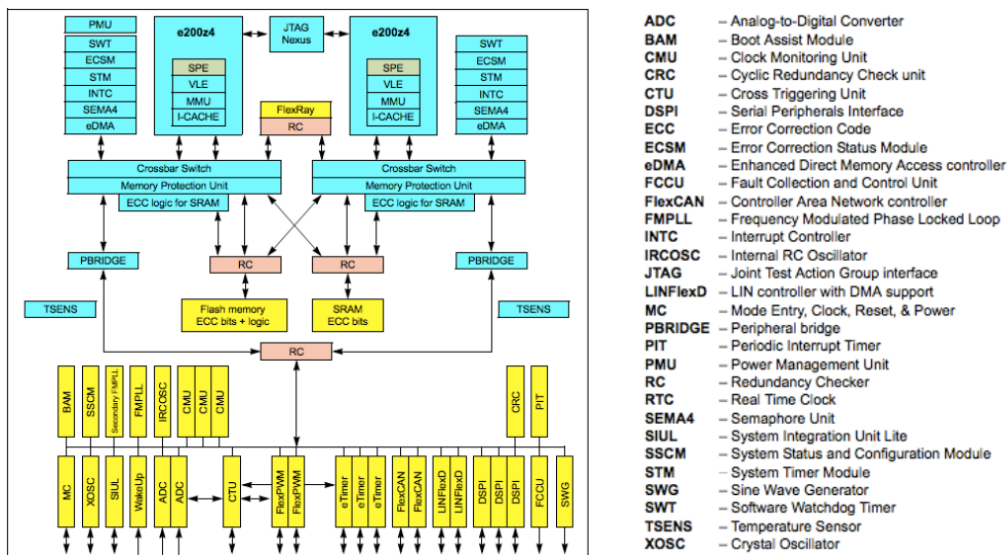 PMU
SWT
ECSM
STM
INTC
SEMA4
eDMA
e200z4
SPE
VLE
MMU
I-CACHE
JTAG
Nexus
FlexRay
RC
e200z4
SPE
VLE
MMU
I-CACHE
SWT
ECSM
STM
INTC
SEMA4
eDMA
Crossbar Switch
Memory Protection Unit
ECC logic for SRAM
Crossbar Switch
Memory Protection Unit
ECC logic for SRAM
PBRIDGE
RC
RC
PBRIDGE
TSENS
Flash memory
ECC bits + logic
SRAM
ECC bits
TSENS
RC
BAM
SSCM
Secondary FMPLL
FMPLL
IRCOSC
CMU
CMU
CMU
CRC
PIT
MC
XOSC
SIUL
WakeUp
ADC
ADC
CTU
FlexPWM
FlexPWM
eTimer
eTimer
eTimer
FlexCAN
FlexCAN
LINFlexD
LINFlexD
DSPI
DSPI
DSPI
FCCU
SWG
ADC – Analog-to-Digital Converter
BAM – Boot Assist Module
CMU – Clock Monitoring Unit
CRC – Cyclic Redundancy Check unit
CTU – Cross Triggering Unit
DSPI – Serial Peripherals Interface
ECC – Error Correction Code
ECSM – Error Correction Status Module
eDMA – Enhanced Direct Memory Access controller
FCCU – Fault Collection and Control Unit
FlexCAN – Controller Area Network controller
FMPLL – Frequency Modulated Phase Locked Loop
INTC – Interrupt Controller
IRCOSC – Internal RC Oscillator
JTAG – Joint Test Action Group interface
LINFlexD – LIN controller with DMA support
MC – Mode Entry, Clock, Reset, & Power
PBRIDGE – Peripheral bridge
PIT – Periodic Interrupt Timer
PMU – Power Management Unit
RC – Redundancy Checker
RTC – Real Time Clock
SEMA4 – Semaphore Unit
SIUL – System Integration Unit Lite
SSCM – System Status and Configuration Module
STM – System Timer Module
SWG – Sine Wave Generator
SWT – Software Watchdog Timer
TSENS – Temperature Sensor
XOSC – Crystal Oscillator